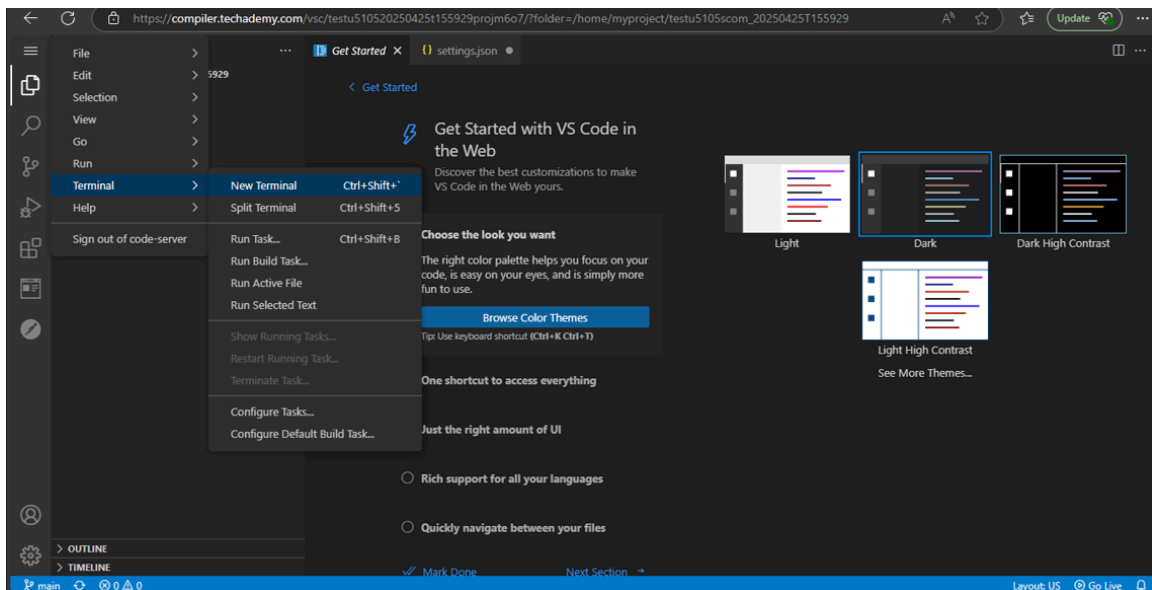 https://compiler.techademy.com/vsc/testu510520250425t155929projm6o7/?folder=/home/myproject/testu5105scom_20250425T155929
Update
File
Edit
5929
Selection
View
Go
Run
Terminal
Help
Sign out of code-server
New Terminal Ctrl+Shift+`
Split Terminal Ctrl+Shift+5
Run Task... Ctrl+Shift+B
Run Build Task...
Run Active File
Run Selected Text
Show Running Tasks...
Restart Running Task...
Terminate Task...
Configure Tasks...
Configure Default Build Task...
Get Started
{} settings.json
< Get Started
Get Started with VS Code in
the Web
Discover the best customizations to make
VS Code in the Web yours.
Choose the look you want
The right color palette helps you focus on your
code, is easy on your eyes, and is simply more
fun to use.
Browse Color Themes
Tip: Use keyboard shortcut (Ctrl+K Ctrl+T)
One shortcut to access everything
Just the right amount of UI
Rich support for all your languages
Quickly navigate between your files
Mark Done
Next Section
Light
Dark
Dark High Contrast
Light High Contrast
See More Themes...
OUTLINE
TIMELINE
main 0 0
Layout: US
Go Live